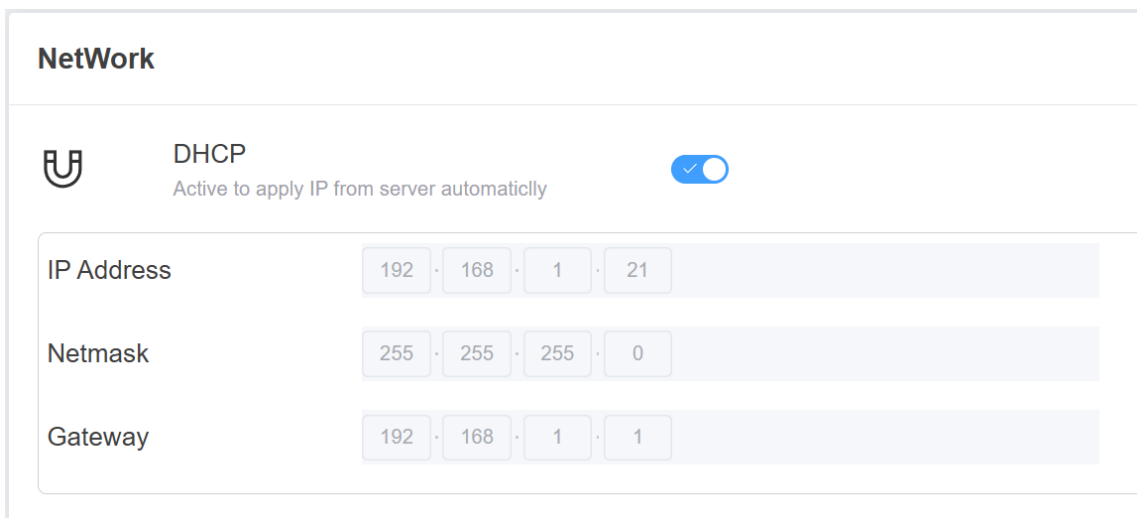 NetWork
DHCP
Active to apply IP from server automaticlly
IP Address 192 · 168 · 1 · 21
Netmask 255 · 255 · 255 · 0
Gateway 192 · 168 · 1 · 1